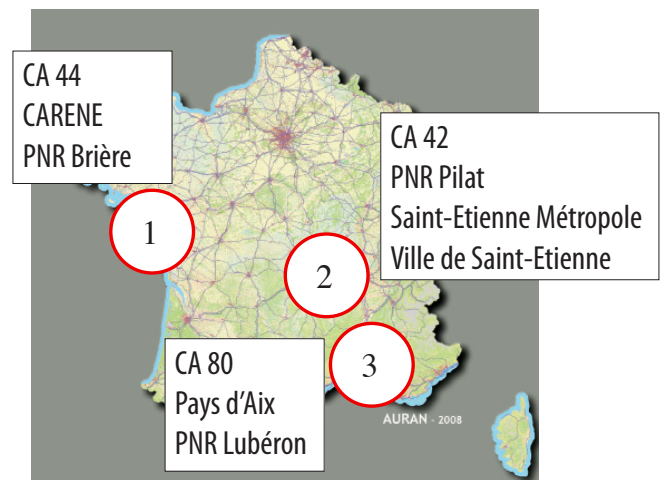 CA 44
CARENE
PNR Brière
CA 42
PNR Pilat
Saint-Etienne Métropole
Ville de Saint-Etienne
1
2
3
CA 80
Pays d'Aix
PNR Lubéron
AURAN - 2008